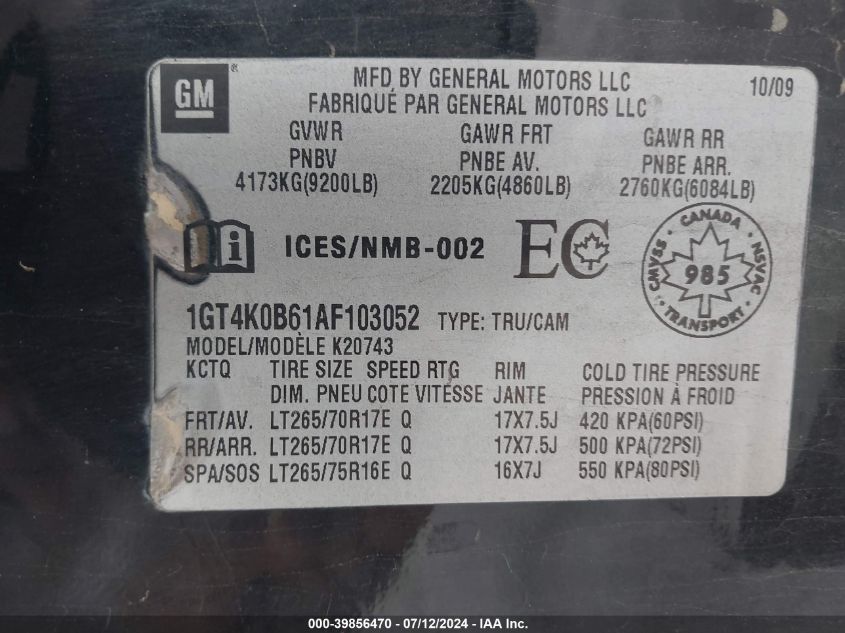 GM
MFD BY GENERAL MOTORS LLC 10/09
FABRIQUÉ PAR GENERAL MOTORS LLC
GVWR GAWR FRT GAWR RR
PNBV PNBE AV. PNBE ARR.
4173KG(9200LB) 2205KG(4860LB) 2760KG(6084LB)
i ICES/NMB-002 EC
CANADA
CMVSS 985 NSVAC
TRANSPORT
1GT4K0B61AF103052 TYPE: TRU/CAM
MODEL/MODÈLE K20743
KCTQ TIRE SIZE SPEED RTG RIM COLD TIRE PRESSURE
DIM. PNEU COTE VITESSE JANTE PRESSION À FROID
FRT/AV. LT265/70R17E Q 17X7.5J 420 KPA(60PSI)
RR/ARR. LT265/70R17E Q 17X7.5J 500 KPA(72PSI)
SPA/SOS LT265/75R16E Q 16X7J 550 KPA(80PSI)
000-39856470 - 07/12/2024 - IAA Inc.